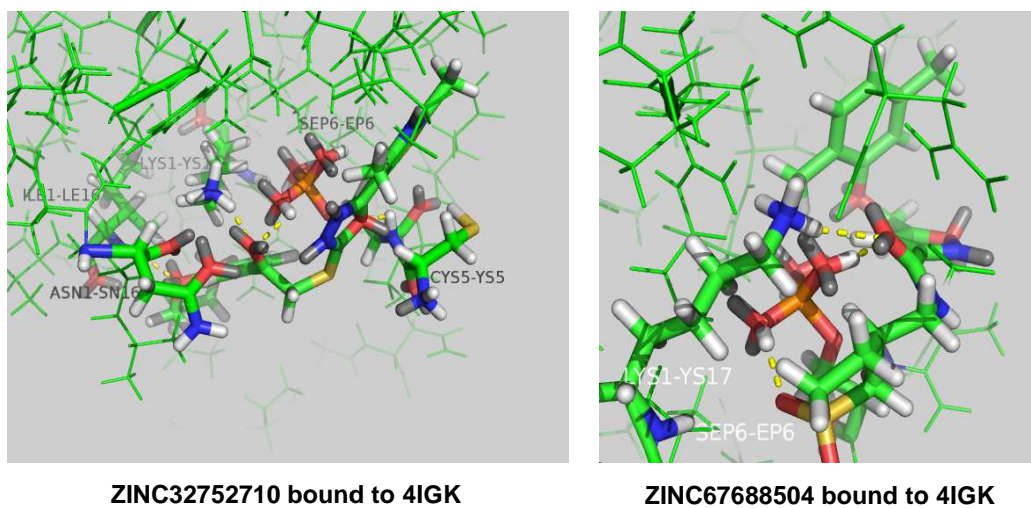 SEP6-EP6
LYS1-YS1
ILE1-LE16
ASN1-SN16
CYS5-YS5
LYS1-YS17
SEP6-EP6
ZINC32752710 bound to 4IGK
ZINC67688504 bound to 4IGK